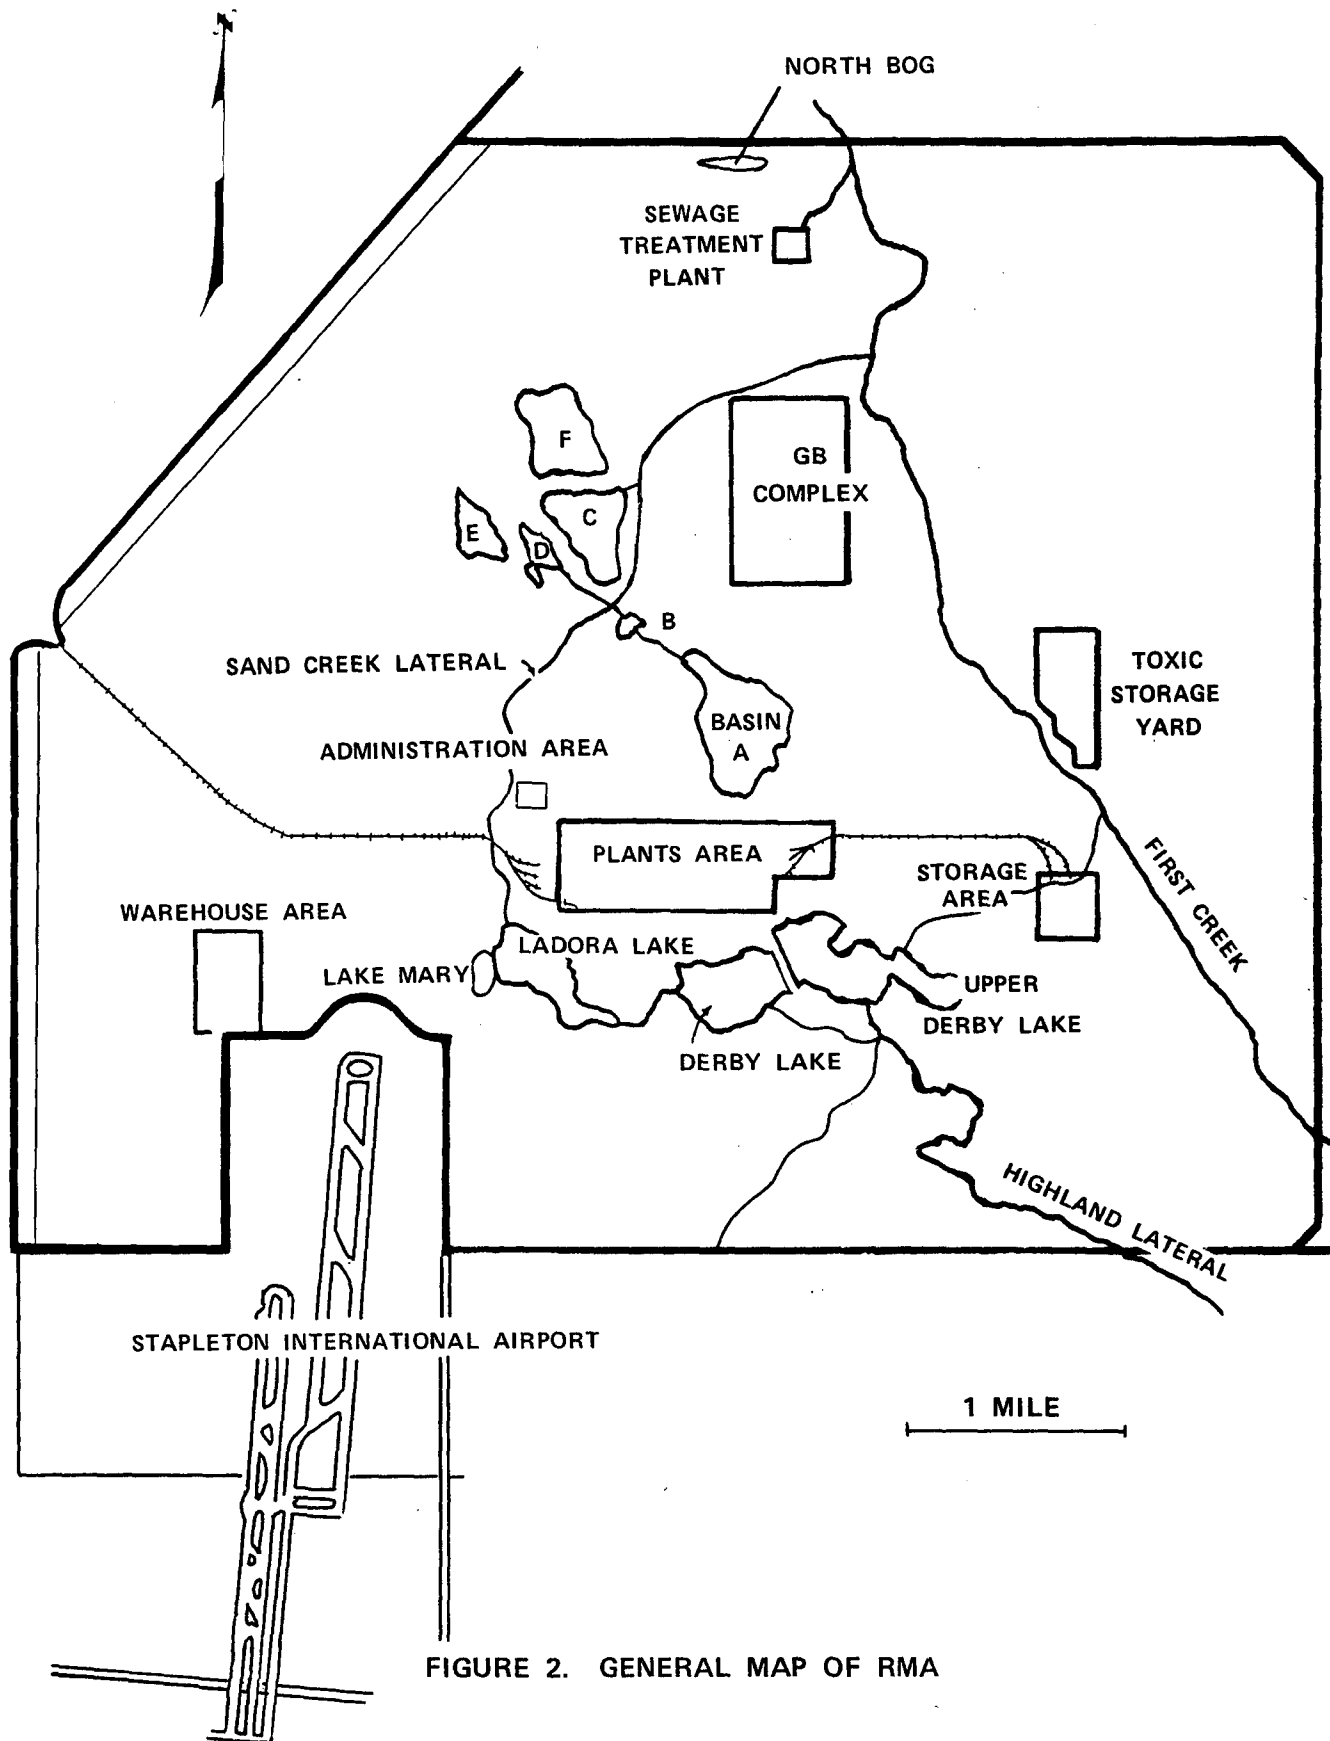 N
NORTH BOG
SEWAGE
TREATMENT
PLANT
F
GB
COMPLEX
C
E
D
B
SAND CREEK LATERAL
TOXIC
STORAGE
YARD
BASIN
A
ADMINISTRATION AREA
PLANTS AREA
STORAGE
AREA
FIRST CREEK
WAREHOUSE AREA
LADORA LAKE
LAKE MARY
UPPER
DERBY LAKE
DERBY LAKE
HIGHLAND LATERAL
STAPLETON INTERNATIONAL AIRPORT
1 MILE
FIGURE 2. GENERAL MAP OF RMA